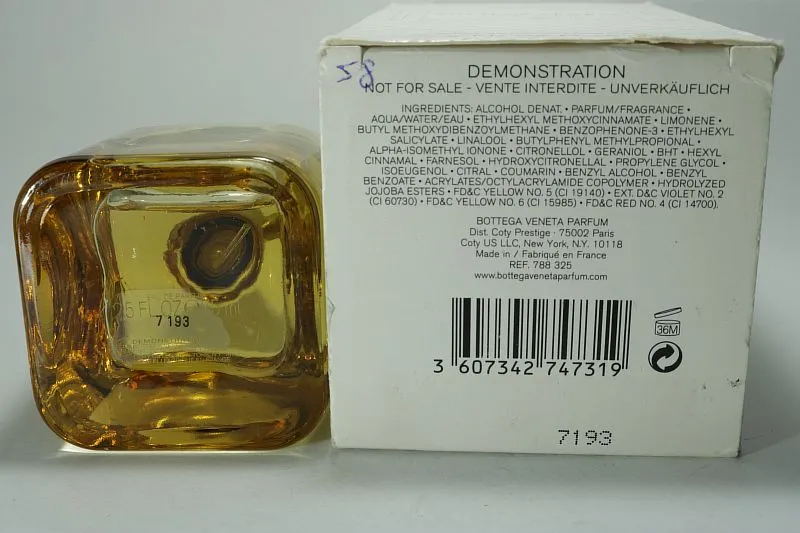 58
DEMONSTRATION
NOT FOR SALE - VENTE INTERDITE - UNVERKÄUFLICH
INGREDIENTS: ALCOHOL DENAT. • PARFUM/FRAGRANCE •
AQUA/WATER/EAU • ETHYLHEXYL METHOXYCINNAMATE • LIMONENE •
BUTYL METHOXYDIBENZOYLMETHANE • BENZOPHENONE-3 • ETHYLHEXYL
SALICYLATE • LINALOOL • BUTYLPHENYL METHYLPROPIONAL •
ALPHA-ISOMETHYL IONONE • CITRONELLOL • GERANIOL • BHT • HEXYL
CINNAMAL • FARNESOL • HYDROXYCITRONELLAL • PROPYLENE GLYCOL •
ISOEUGENOL • CITRAL • COUMARIN • BENZYL ALCOHOL • BENZYL
BENZOATE • ACRYLATES/OCTYLACRYLAMIDE COPOLYMER • HYDROLYZED
JOJOBA ESTERS • FD&C YELLOW NO. 5 (CI 19140) • EXT. D&C VIOLET NO. 2
(CI 60730) • FD&C YELLOW NO. 6 (CI 15985) • FD&C RED NO. 4 (CI 14700).
BOTTEGA VENETA PARFUM
Dist. Coty Prestige - 75002 Paris
Coty US LLC, New York, N.Y. 10118
Made in / Fabriqué en France
REF. 788 325
www.bottegavenetaparfum.com
36M
3 607342 747319
7193
FL
7193